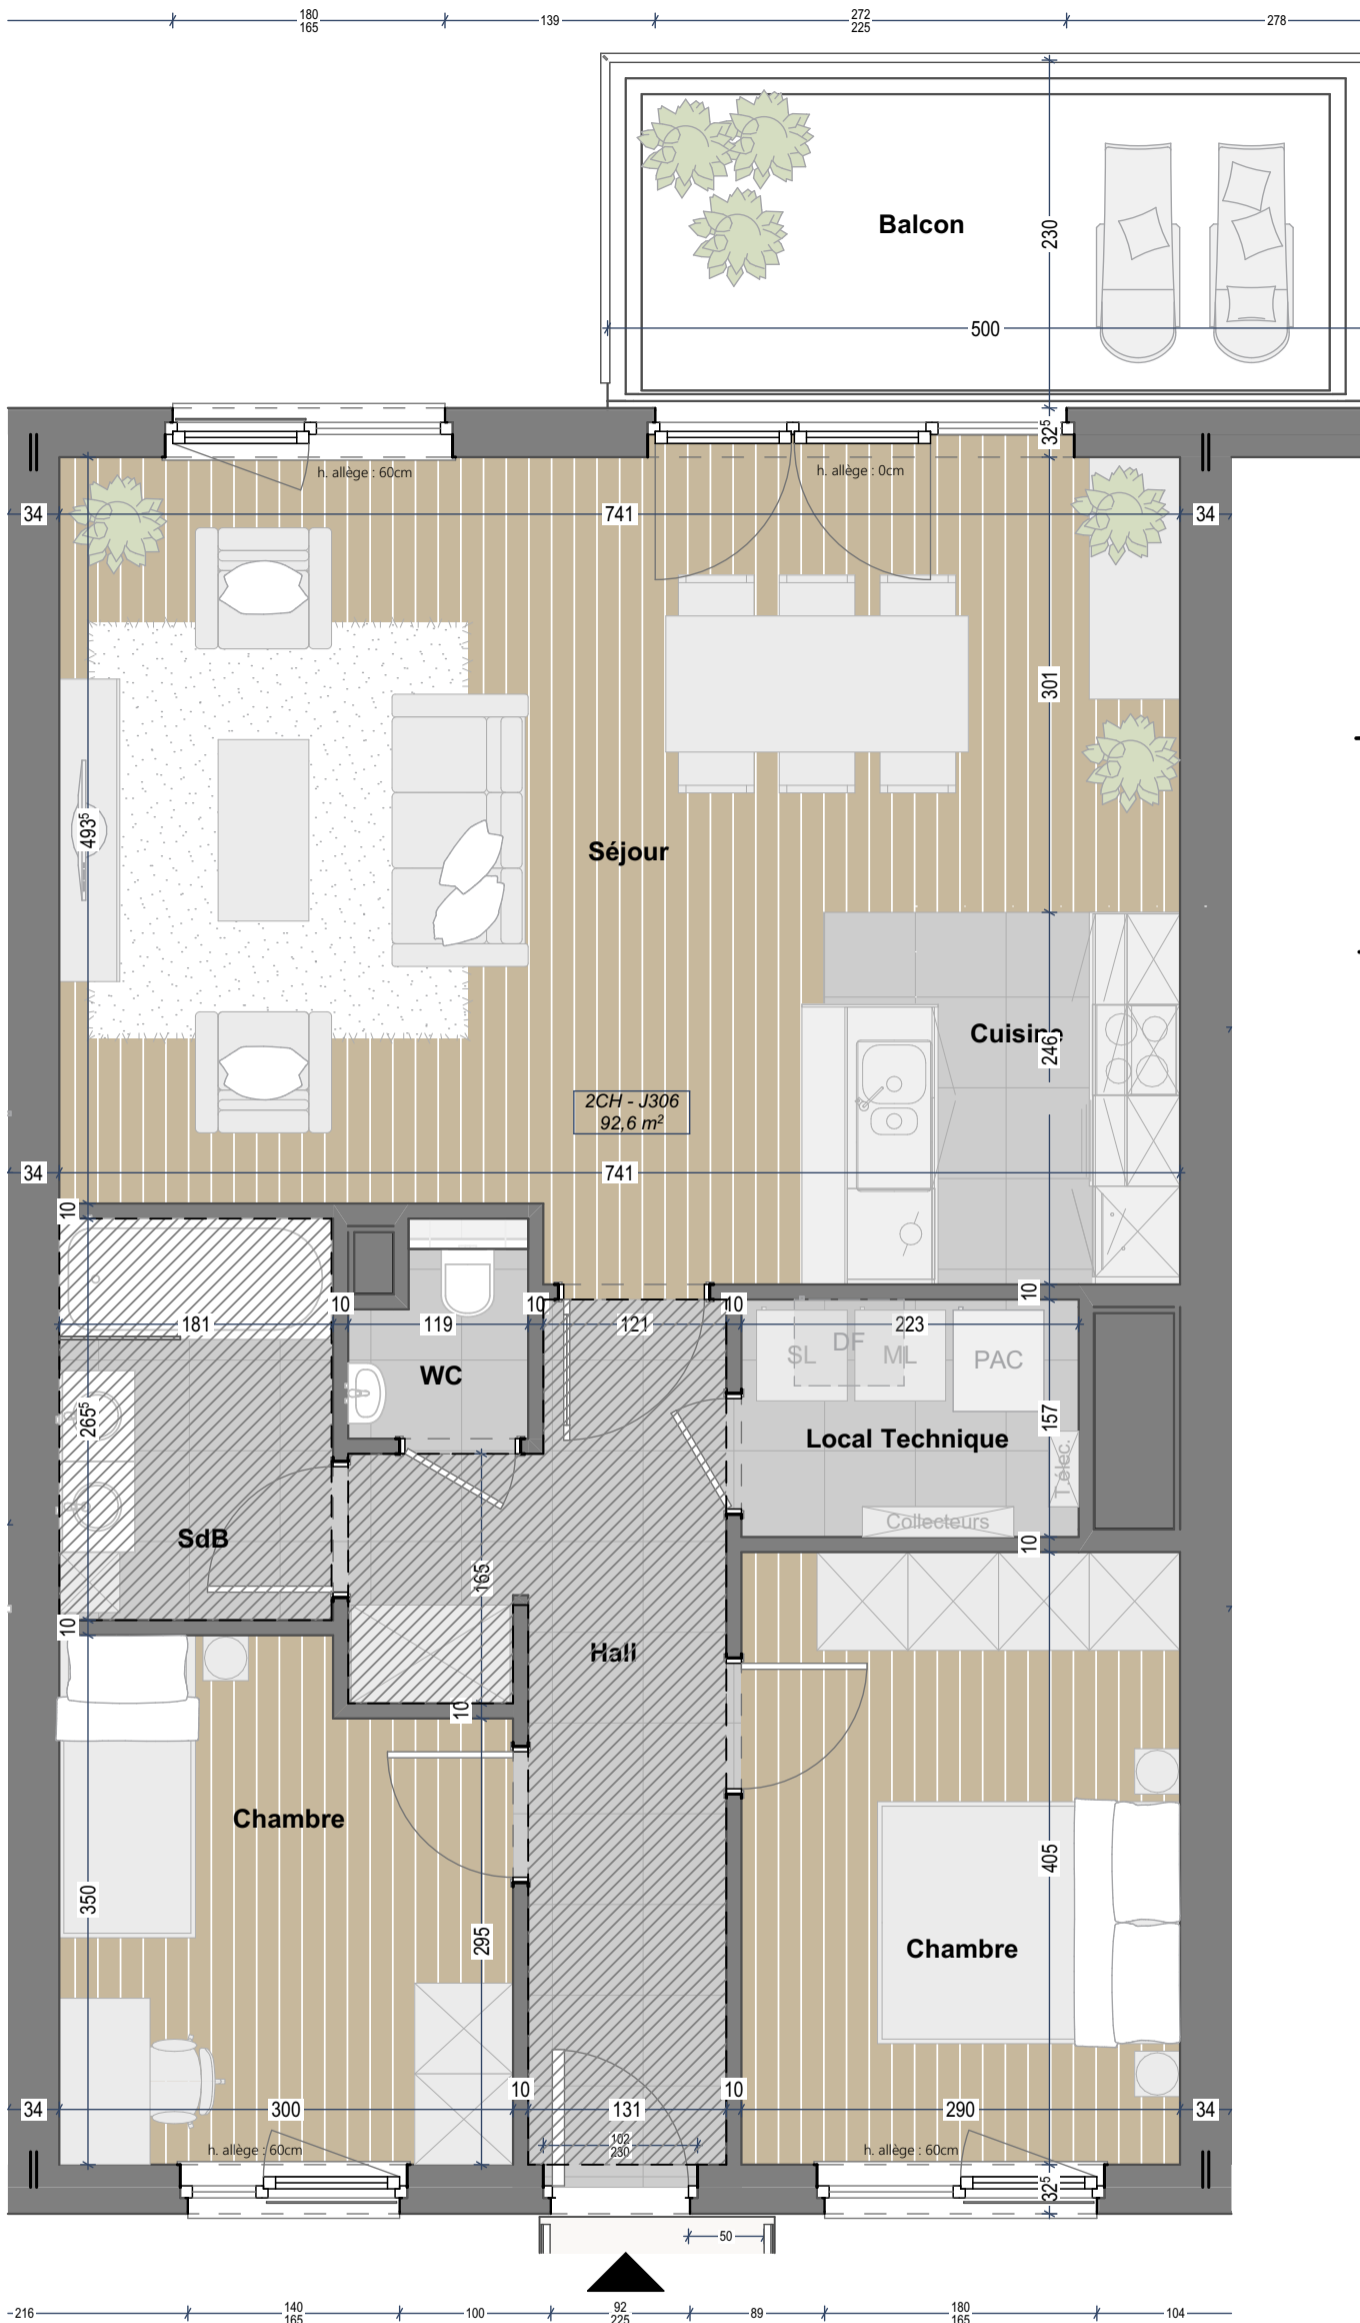 180
165
139
272
225
278
Balcon
230
500
32⁵
h. allège : 60cm
h. allège : 0cm
34
741
34
301
493⁵
Séjour
Cuisine
246
2CH - J306
92,6 m²
34
741
10
10
181
10
119
10
121
10
223
SL
DF
ML
PAC
WC
265⁵
157
Local Technique
T.élec.
Collecteurs
SdB
10
165
10
Hall
10
Chambre
405
350
295
Chambre
10
10
34
300
131
290
34
102
230
h. allège : 60cm
h. allège : 60cm
32⁵
50
216
140
165
100
92
225
89
180
165
104